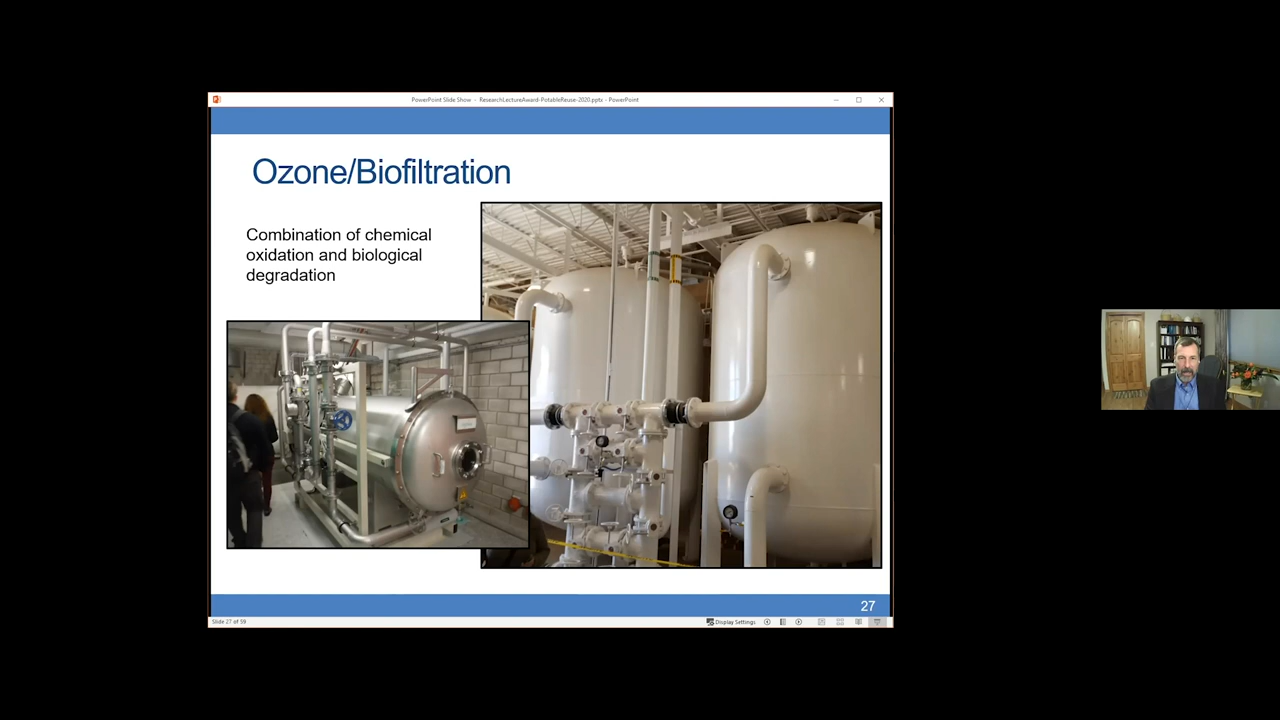 PowerPoint Slide Show - ResearchLectureAward-PotableReuse-2020.pptx - PowerPoint
Ozone/Biofiltration
Combination of chemical
oxidation and biological
degradation
27
Slide 27 of 59
Display Settings